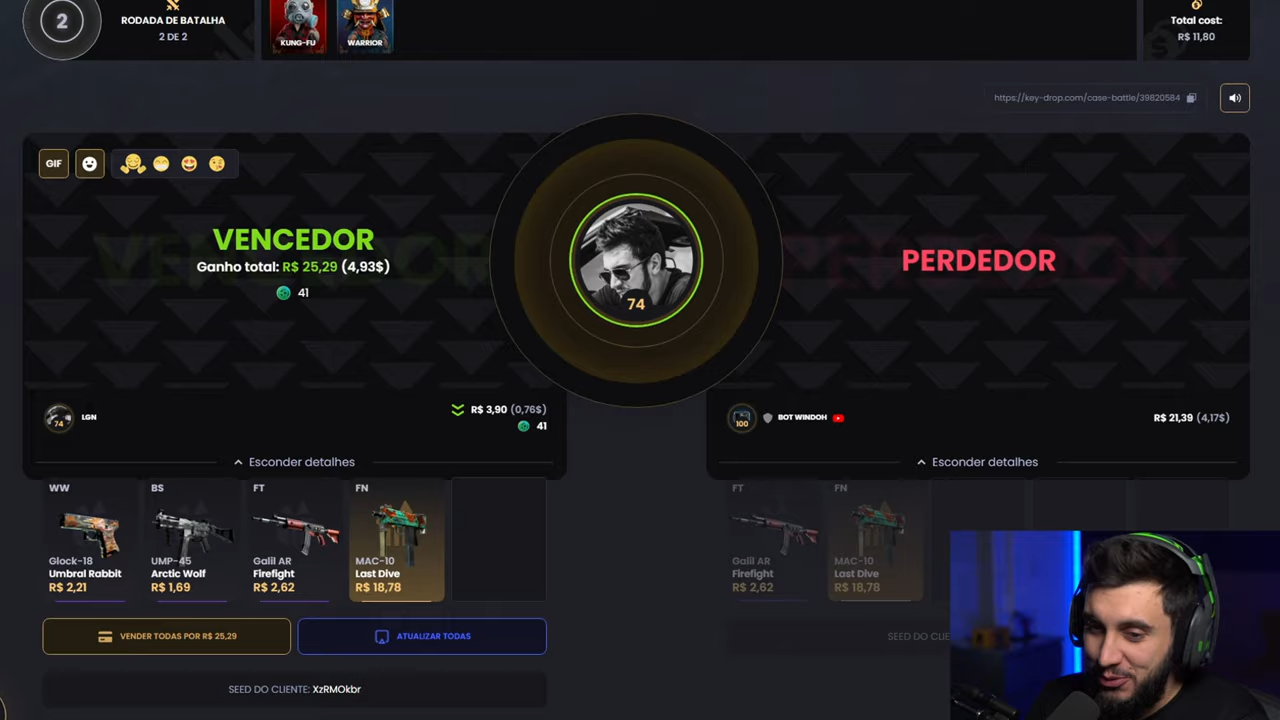 2
RODADA DE BATALHA
2 DE 2
KUNG-FU
WARRIOR
Total cost:
R$ 11,80
https://key-drop.com/case-battle/39820584
GIF
VENCEDOR
Ganho total: R$ 25,29 (4,93$)
41
74
PERDEDOR
74
LGN
R$ 3,90 (0,76$)
41
100
BOT WINDOH
R$ 21,39 (4,17$)
Esconder detalhes
Esconder detalhes
WW
Glock-18
Umbral Rabbit
R$ 2,21
BS
UMP-45
Arctic Wolf
R$ 1,69
FT
Galil AR
Firefight
R$ 2,62
FN
MAC-10
Last Dive
R$ 18,78
FT
Galil AR
Firefight
R$ 2,62
FN
MAC-10
Last Dive
R$ 18,78
VENDER TODAS POR R$ 25,29
ATUALIZAR TODAS
SEED DO CLIE
SEED DO CLIENTE: XzRMOkbr